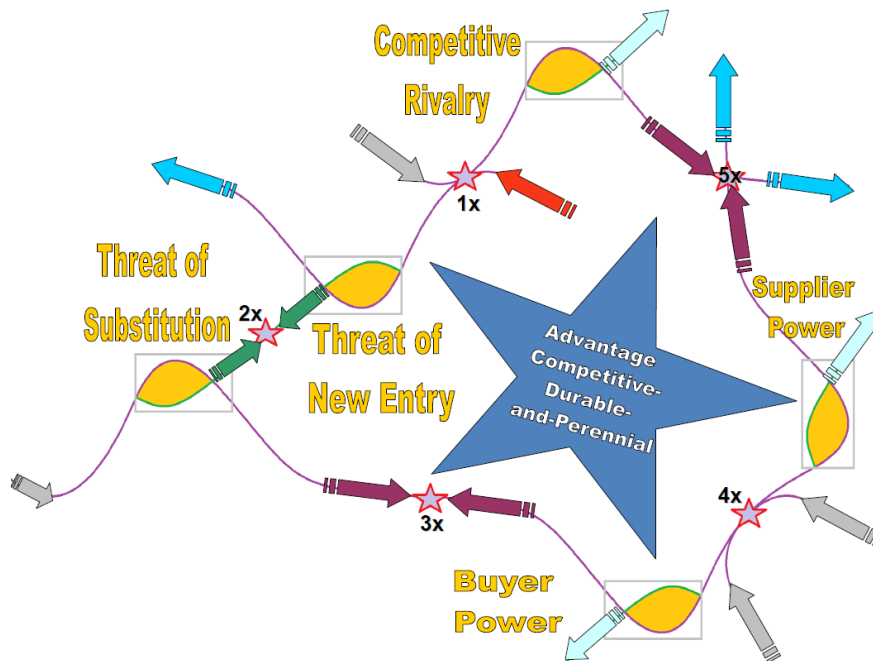 Competitive
Rivalry
5x
1x
Threat of
Substitution
2x
Threat of
New Entry
Supplier
Power
Advantage
Competitive-
Durable-
and-Perennial
4x
3x
Buyer
Power